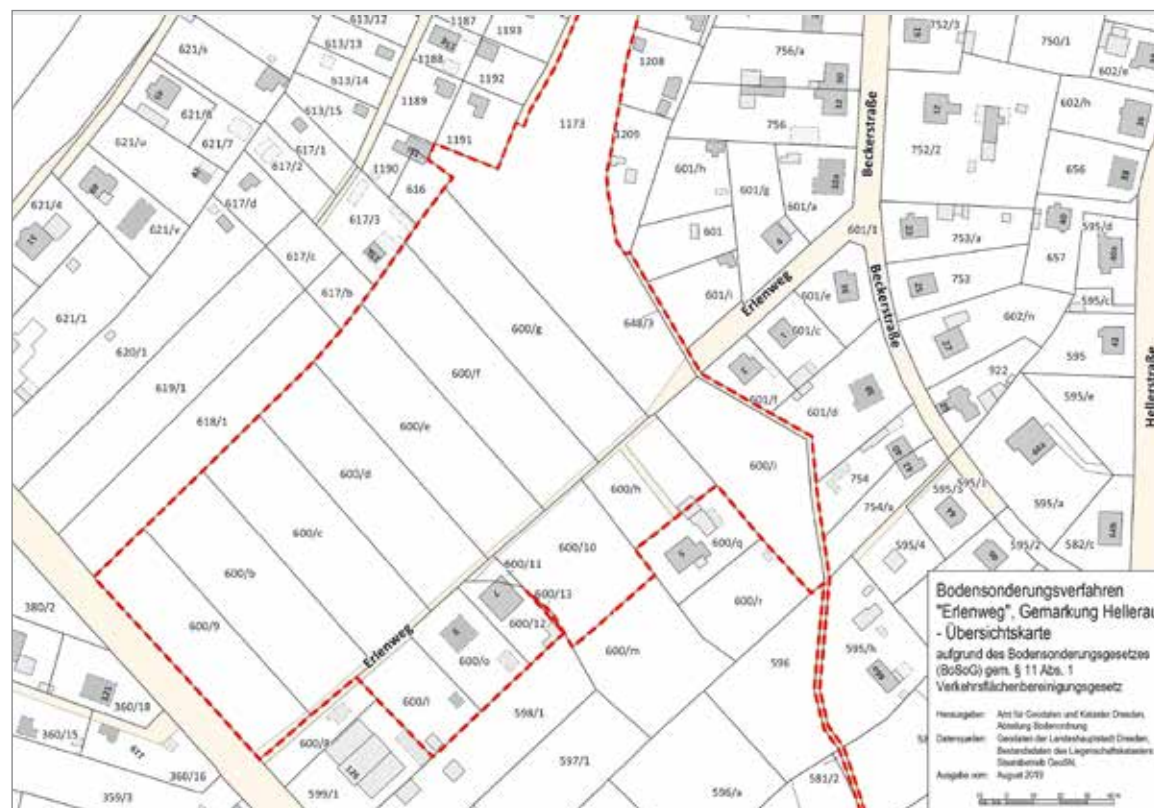 613/12
1187
1193
621/s
613/13
1188
1192
613/14
1189
613/15
1191
621/7
617/1
621/u
617/2
1190
616
617/d
621/4
617/3
621/v
617/c
617/b
621/1
620/1
619/1
618/1
1173
1208
1209
756/a
756
752/3
750/1
602/e
602/h
752/2
656
601/h
601/g
601/a
601
601/i
601/1
753/a
753
657
595/d
595/c
Beckerstraße
Beckerstraße
Erlenweg
Hellerstraße
648/3
601/e
601/c
601/f
601/d
602/n
922
595
595/e
600/g
600/f
600/e
600/d
600/c
600/b
600/9
600/i
600/h
600/10
600/11
600/13
600/12
600/q
600/r
600/o
600/m
600/l
600/8
Erlenweg
754
754/a
595/3
595/1
595/4
595/2
595/a
582/c
595/h
596
598/1
597/1
596/a
599/1
581/2
380/2
360/18
360/15
360/16
359/3
121
126
Bodensonderungsverfahren
"Erlenweg", Gemarkung Hellerau
- Übersichtskarte
aufgrund des Bodensonderungsgesetzes
(BoSoG) gem. § 11 Abs. 1
Verkehrsflächenbereinigungsgesetz
Herausgeber: Amt für Geodaten und Kataster Dresden,
Abteilung Bodenordnung
Datenquellen: Geodaten der Landeshauptstadt Dresden,
Bestandsdaten des Liegenschaftskatasters
Staatsbetrieb GeoSN,
Ausgabe vom: August 2019